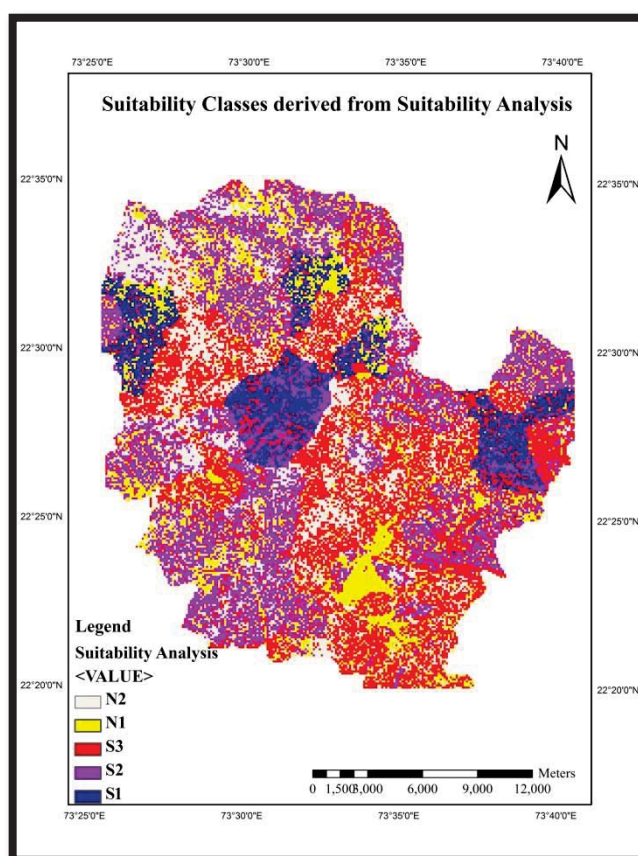 73°25'0"E 73°30'0"E 73°35'0"E 73°40'0"E
Suitability Classes derived from Suitability Analysis
N
22°35'0"N 22°35'0"N
22°30'0"N 22°30'0"N
22°25'0"N 22°25'0"N
22°20'0"N 22°20'0"N
Legend
Suitability Analysis
<VALUE>
N2
N1
S3
S2
S1
Meters
0 1,500 3,000 6,000 9,000 12,000
73°25'0"E 73°30'0"E 73°35'0"E 73°40'0"E